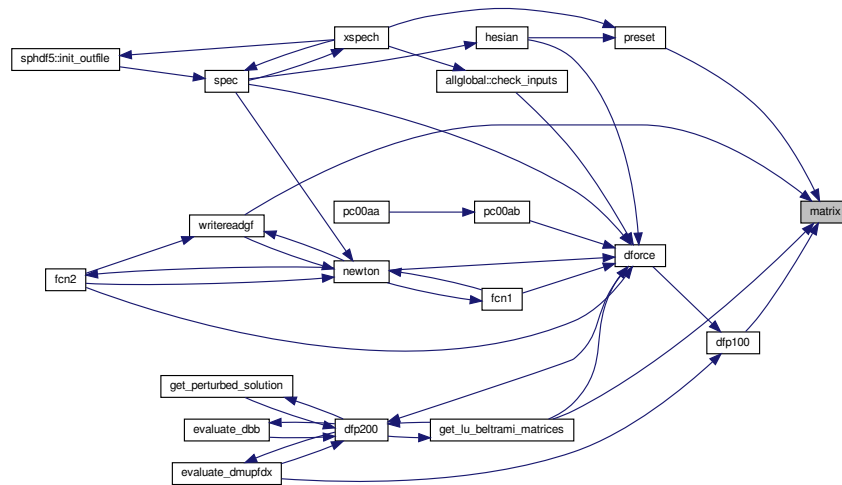 xspech
hesian
preset
sphdf5::init_outfile
spec
allglobal::check_inputs
matrix
pc00aa
pc00ab
writereadgf
dforce
newton
fcn2
fcn1
dfp100
get_perturbed_solution
evaluate_dbb
dfp200
get_lu_beltrami_matrices
evaluate_dmupfdx